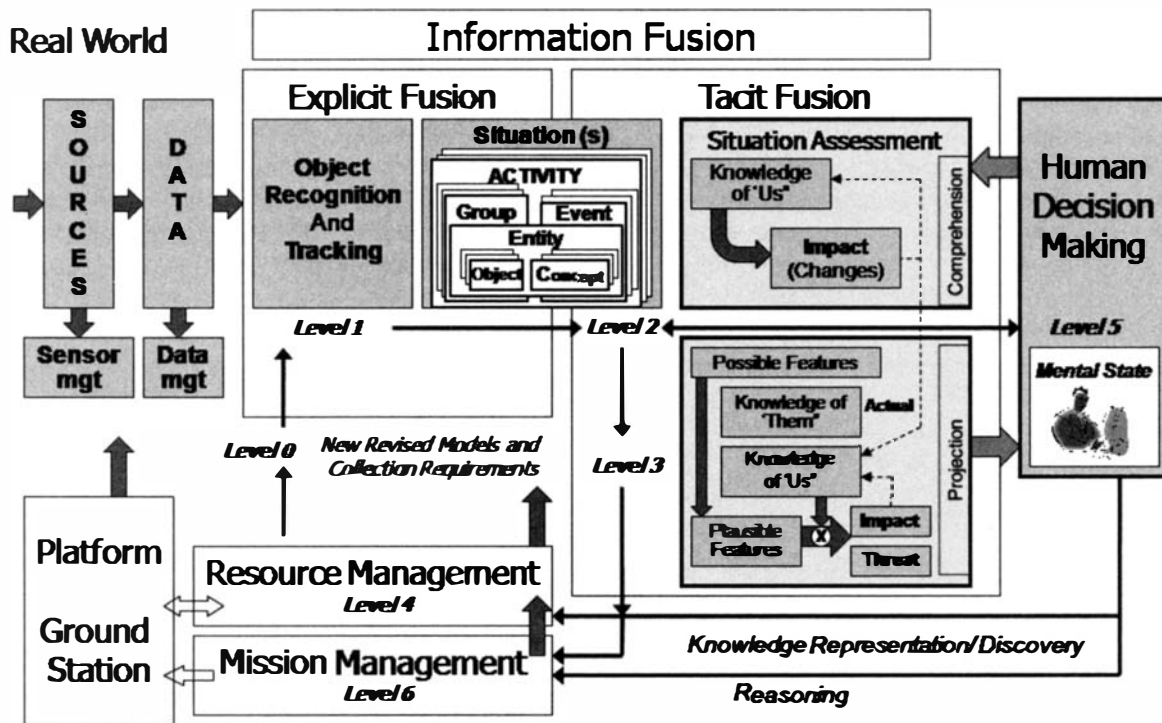 Real World
Information Fusion
Explicit Fusion
Tacit Fusion
SOURCES
DATA
Sensor
mgt
Data
mgt
Object
Recognition
And
Tracking
Situation (s)
ACTIVITY
Group
Event
Entity
Object
Concept
Level 1
Level 2
Situation Assessment
Knowledge
of "Us"
Impact
(Changes)
Comprehension
Human
Decision
Making
Level 5
Mental State
Possible Features
Knowledge of
"Them"
Actual
Knowledge
of "Us"
Plausible
Features
X
Impact
Threat
Projection
Level 0
New Revised Models and
Collection Requirements
Level 3
Platform
Ground
Station
Resource Management
Level 4
Mission Management
Level 6
Knowledge Representation/Discovery
Reasoning